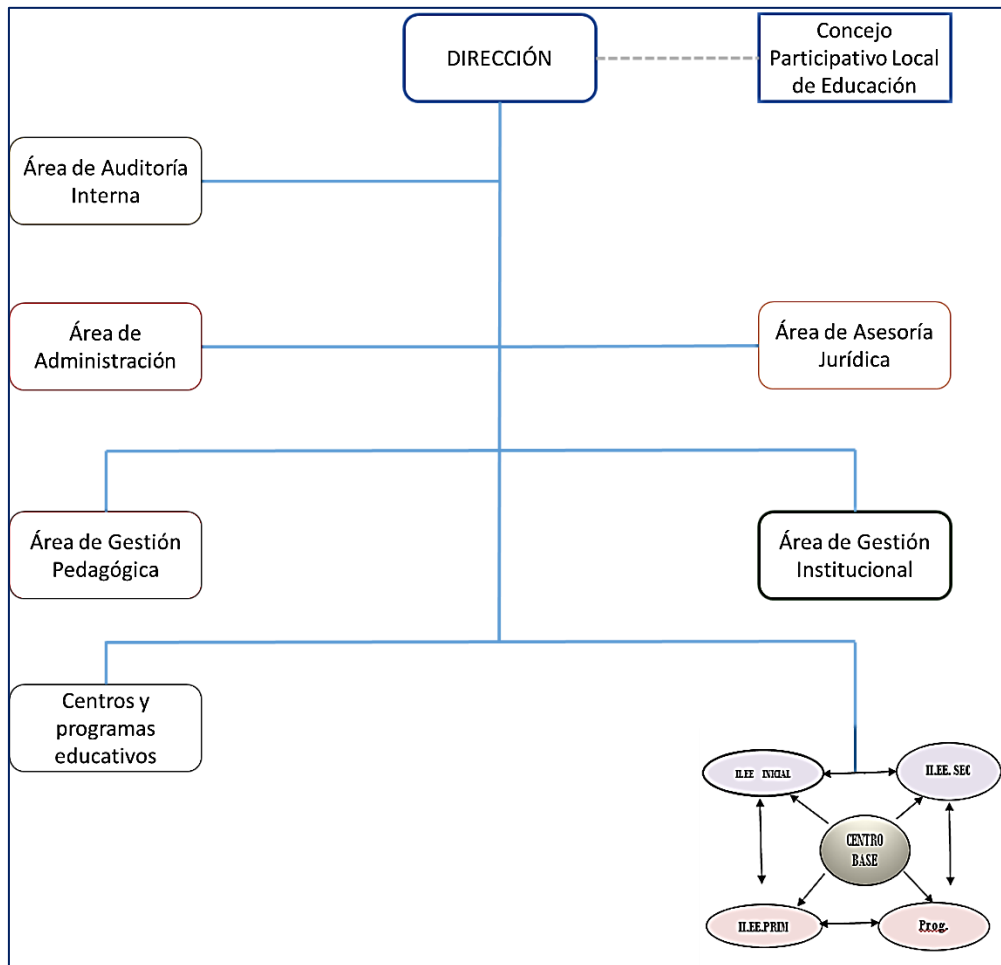 DIRECCIÓN
Concejo
Participativo Local
de Educación
Área de Auditoría
Interna
Área de
Administración
Área de Asesoría
Jurídica
Área de Gestión
Pedagógica
Área de Gestión
Institucional
Centros y
programas
educativos
II.EE INICIAL
II.EE. SEC
CENTRO
BASE
II.EE.PRIM
Prog.